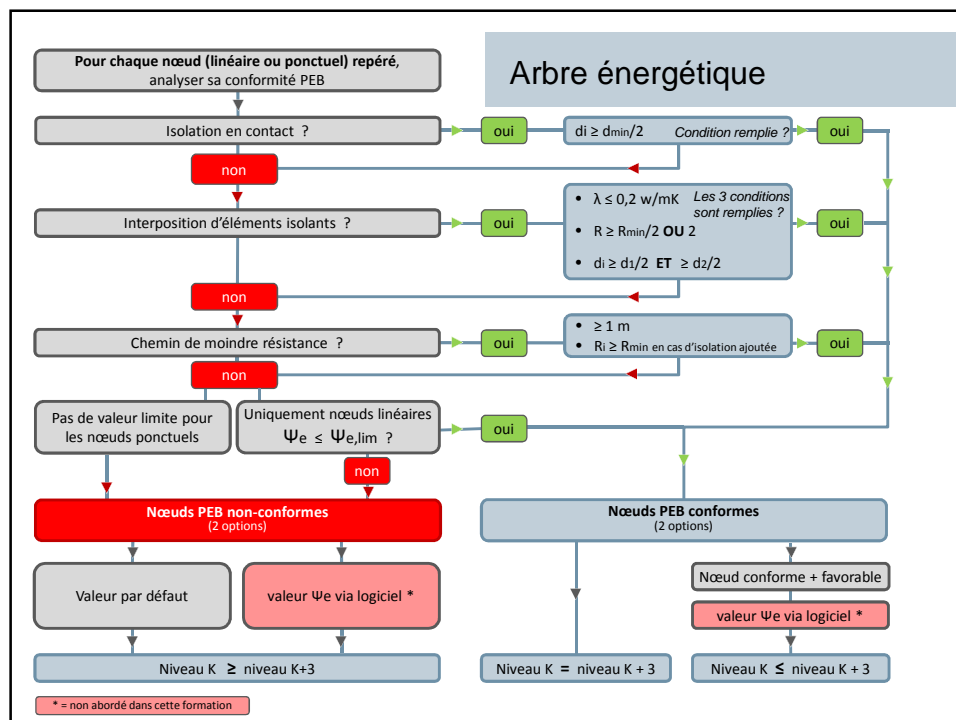 Arbre énergétique
Pour chaque nœud (linéaire ou ponctuel) repéré,
analyser sa conformité PEB
Isolation en contact ?
oui
di ≥ dmin/2 Condition remplie ?
oui
non
Interposition d'éléments isolants ?
oui
• λ ≤ 0,2 w/mK
Les 3 conditions
sont remplies ?
• R ≥ Rmin/2 OU 2
• di ≥ d1/2 ET ≥ d2/2
oui
non
Chemin de moindre résistance ?
oui
• ≥ 1 m
• Ri ≥ Rmin en cas d'isolation ajoutée
oui
non
Pas de valeur limite pour
les nœuds ponctuels
Uniquement nœuds linéaires
Ψe ≤ Ψe,lim ?
oui
non
Nœuds PEB non-conformes
(2 options)
Nœuds PEB conformes
(2 options)
Valeur par défaut
valeur Ψe via logiciel *
Nœud conforme + favorable
valeur Ψe via logiciel *
Niveau K ≥ niveau K+3
Niveau K = niveau K + 3
Niveau K ≤ niveau K + 3
* = non abordé dans cette formation